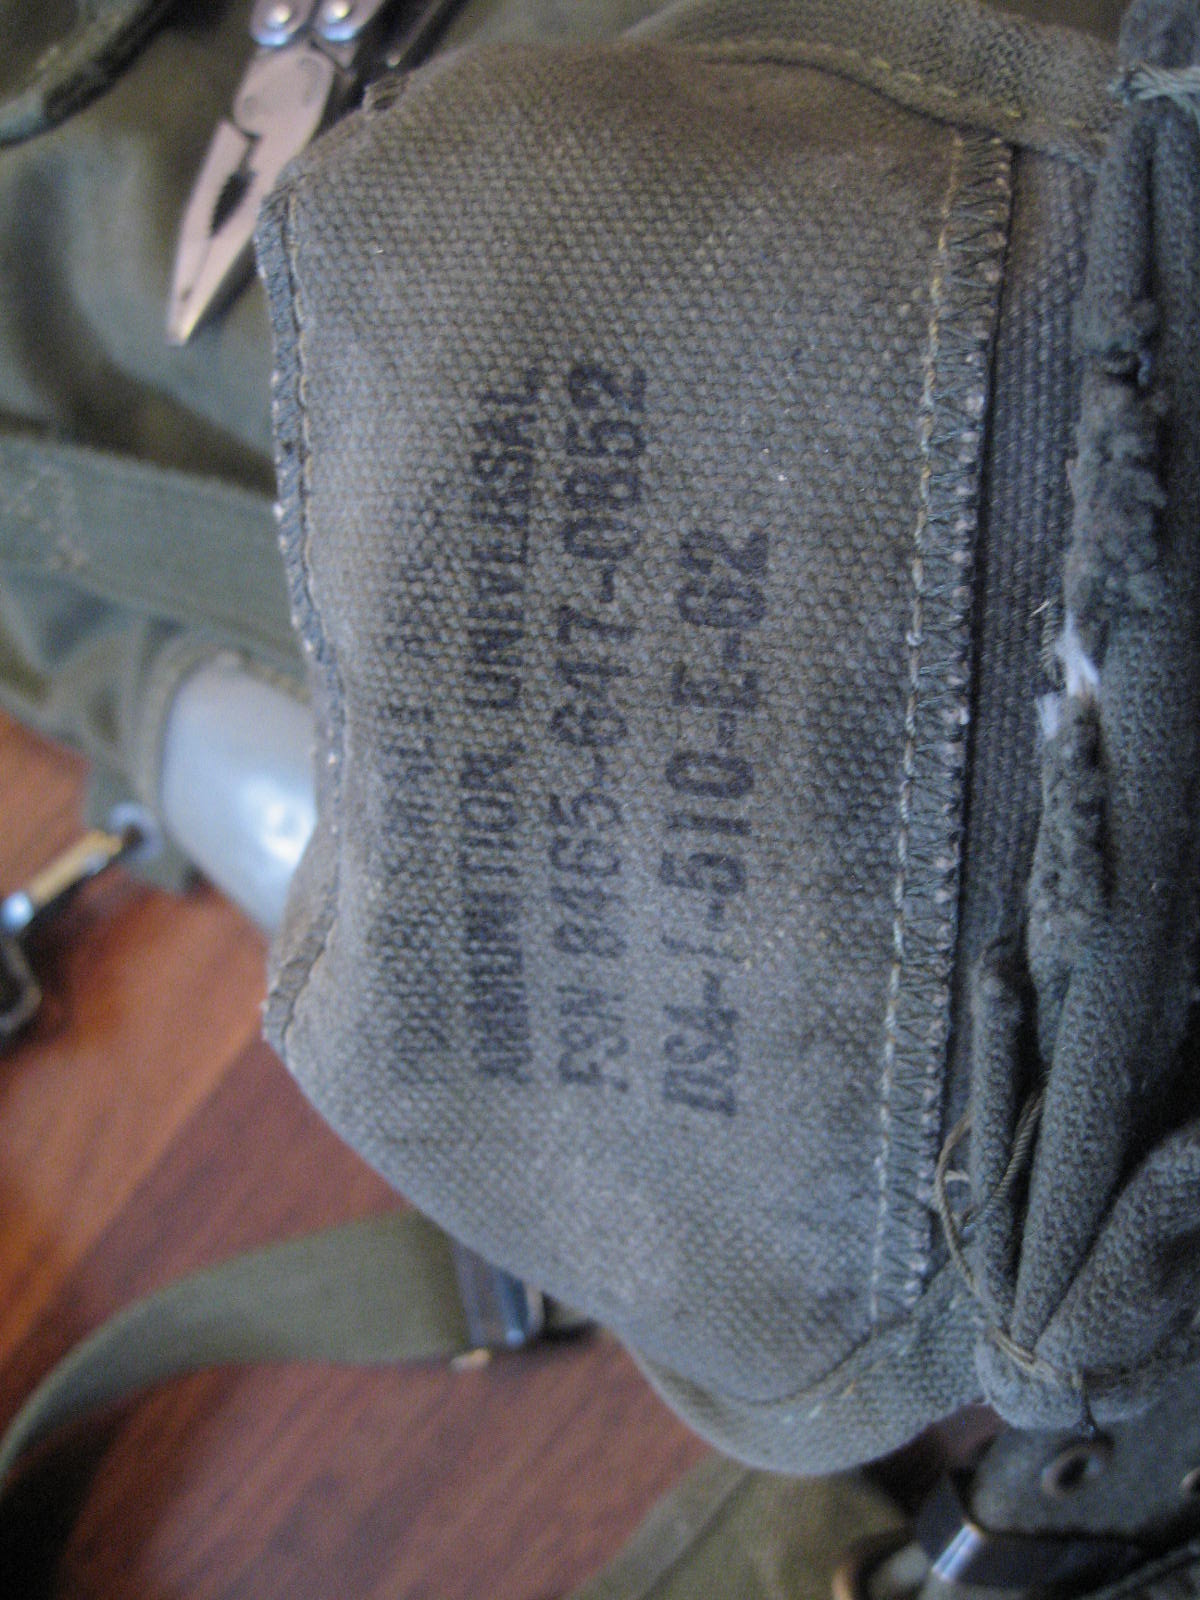 AMMUNITION, UNIVERSAL
FSN 8465-647-0852
DSA-1-510-E-62